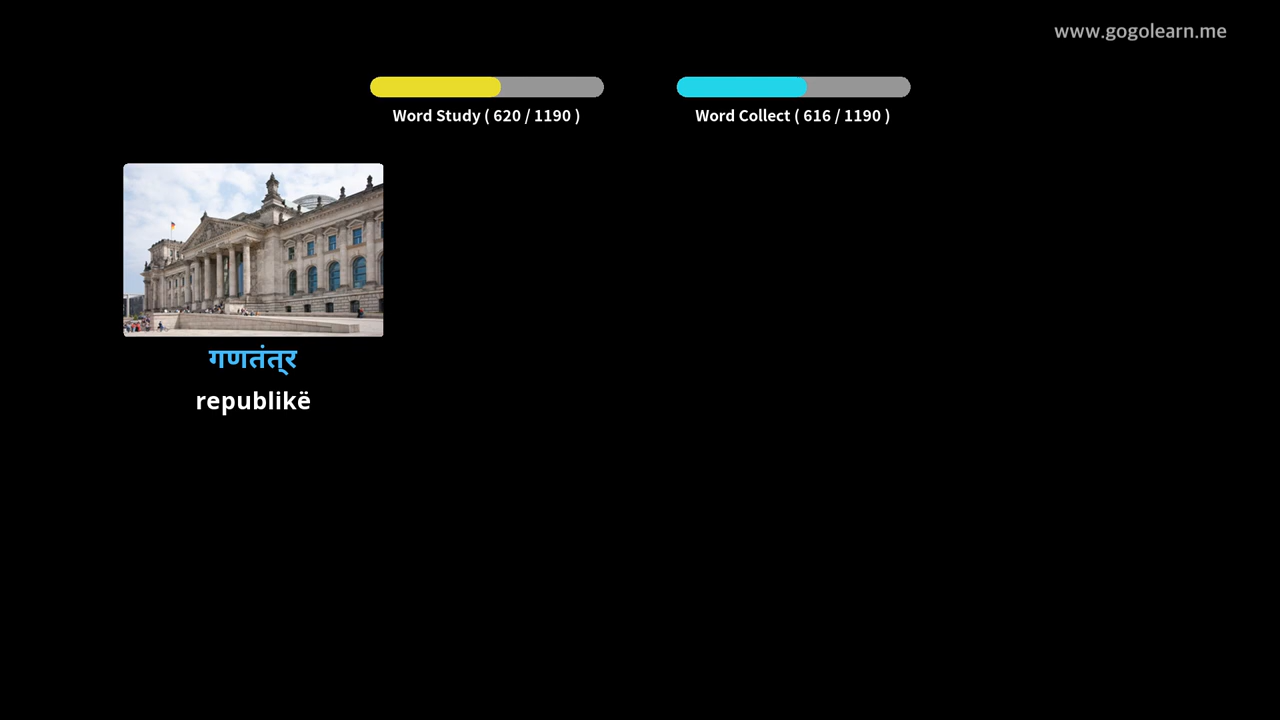 www.gogolearn.me
Word Study ( 620 / 1190 )
Word Collect ( 616 / 1190 )
गणतंत्र
republikë